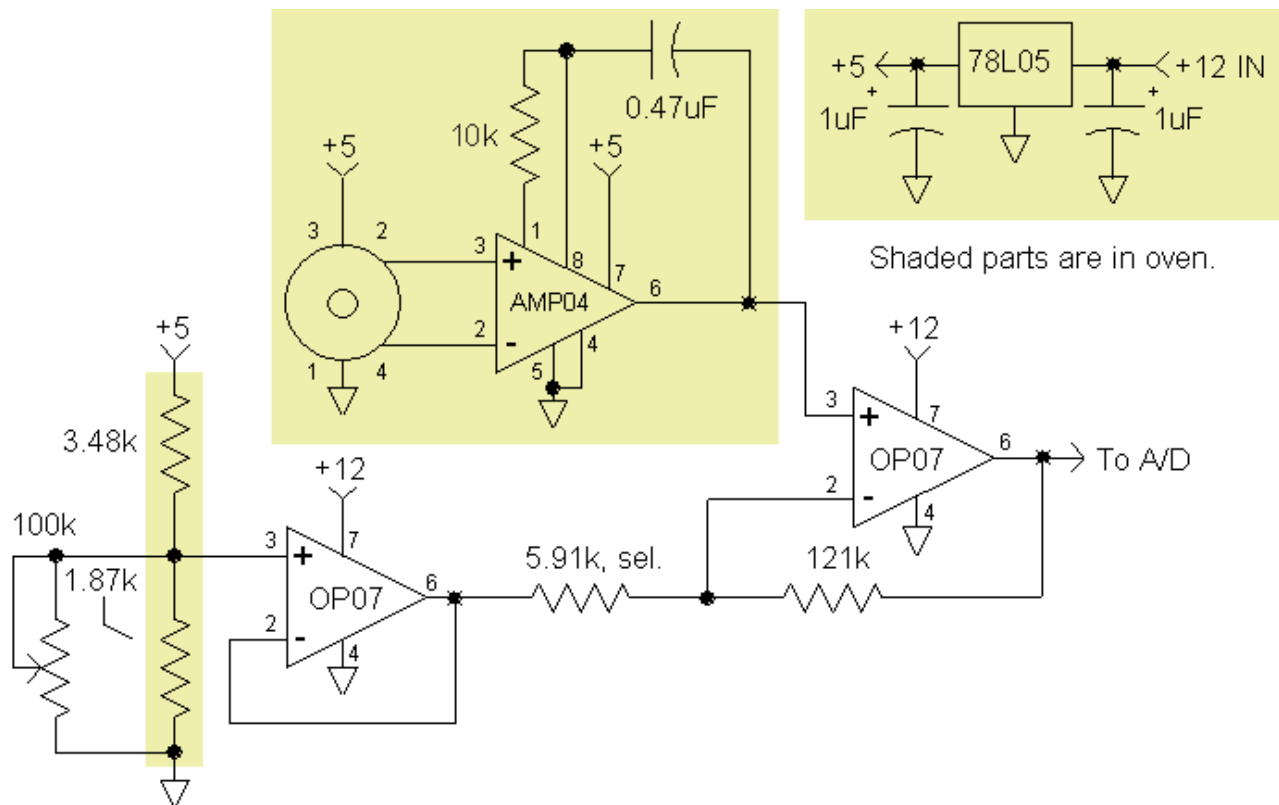 +5
78L05
+12 IN
1uF
+
+
1uF
Shaded parts are in oven.
0.47uF
10k
+5
+5
3
2
1
4
3
+
1
8
7
AMP04
6
2
-
5
4
+5
3.48k
100k
1.87k
+12
3
+
7
OP07
6
2
-
4
5.91k, sel.
121k
+12
3
+
7
OP07
6
2
-
4
To A/D